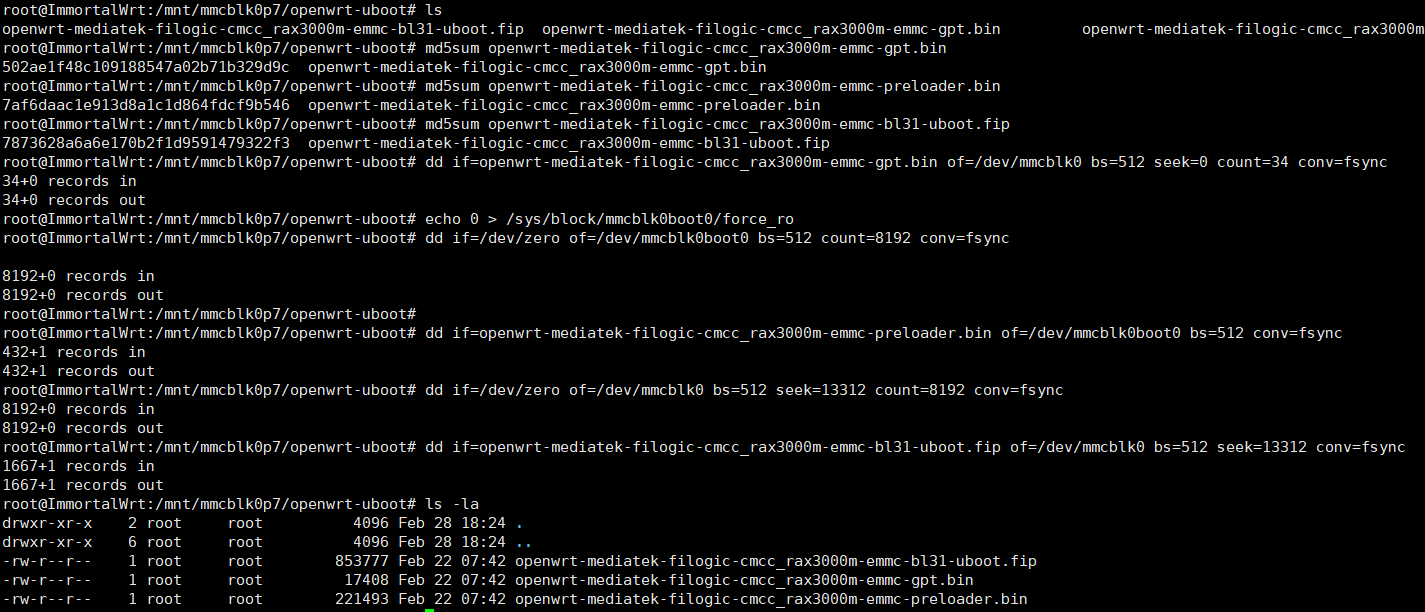 root@ImmortalWrt:/mnt/mmcblk0p7/openwrt-uboot# ls
openwrt-mediatek-filogic-cmcc_rax3000m-emmc-bl31-uboot.fip  openwrt-mediatek-filogic-cmcc_rax3000m-emmc-gpt.bin         openwrt-mediatek-filogic-cmcc_rax3000m
root@ImmortalWrt:/mnt/mmcblk0p7/openwrt-uboot# md5sum openwrt-mediatek-filogic-cmcc_rax3000m-emmc-gpt.bin
502ae1f48c109188547a02b71b329d9c  openwrt-mediatek-filogic-cmcc_rax3000m-emmc-gpt.bin
root@ImmortalWrt:/mnt/mmcblk0p7/openwrt-uboot# md5sum openwrt-mediatek-filogic-cmcc_rax3000m-emmc-preloader.bin
7af6daac1e913d8a1c1d864fdcf9b546  openwrt-mediatek-filogic-cmcc_rax3000m-emmc-preloader.bin
root@ImmortalWrt:/mnt/mmcblk0p7/openwrt-uboot# md5sum openwrt-mediatek-filogic-cmcc_rax3000m-emmc-bl31-uboot.fip
7873628a6a6e170b2f1d9591479322f3  openwrt-mediatek-filogic-cmcc_rax3000m-emmc-bl31-uboot.fip
root@ImmortalWrt:/mnt/mmcblk0p7/openwrt-uboot# dd if=openwrt-mediatek-filogic-cmcc_rax3000m-emmc-gpt.bin of=/dev/mmcblk0 bs=512 seek=0 count=34 conv=fsync
34+0 records in
34+0 records out
root@ImmortalWrt:/mnt/mmcblk0p7/openwrt-uboot# echo 0 > /sys/block/mmcblk0boot0/force_ro
root@ImmortalWrt:/mnt/mmcblk0p7/openwrt-uboot# dd if=/dev/zero of=/dev/mmcblk0boot0 bs=512 count=8192 conv=fsync
8192+0 records in
8192+0 records out
root@ImmortalWrt:/mnt/mmcblk0p7/openwrt-uboot#
root@ImmortalWrt:/mnt/mmcblk0p7/openwrt-uboot# dd if=openwrt-mediatek-filogic-cmcc_rax3000m-emmc-preloader.bin of=/dev/mmcblk0boot0 bs=512 conv=fsync
432+1 records in
432+1 records out
root@ImmortalWrt:/mnt/mmcblk0p7/openwrt-uboot# dd if=/dev/zero of=/dev/mmcblk0 bs=512 seek=13312 count=8192 conv=fsync
8192+0 records in
8192+0 records out
root@ImmortalWrt:/mnt/mmcblk0p7/openwrt-uboot# dd if=openwrt-mediatek-filogic-cmcc_rax3000m-emmc-bl31-uboot.fip of=/dev/mmcblk0 bs=512 seek=13312 conv=fsync
1667+1 records in
1667+1 records out
root@ImmortalWrt:/mnt/mmcblk0p7/openwrt-uboot# ls -la
drwxr-xr-x    2 root     root          4096 Feb 28 18:24 .
drwxr-xr-x    6 root     root          4096 Feb 28 18:24 ..
-rw-r--r--    1 root     root        853777 Feb 22 07:42 openwrt-mediatek-filogic-cmcc_rax3000m-emmc-bl31-uboot.fip
-rw-r--r--    1 root     root         17408 Feb 22 07:42 openwrt-mediatek-filogic-cmcc_rax3000m-emmc-gpt.bin
-rw-r--r--    1 root     root        221493 Feb 22 07:42 openwrt-mediatek-filogic-cmcc_rax3000m-emmc-preloader.bin